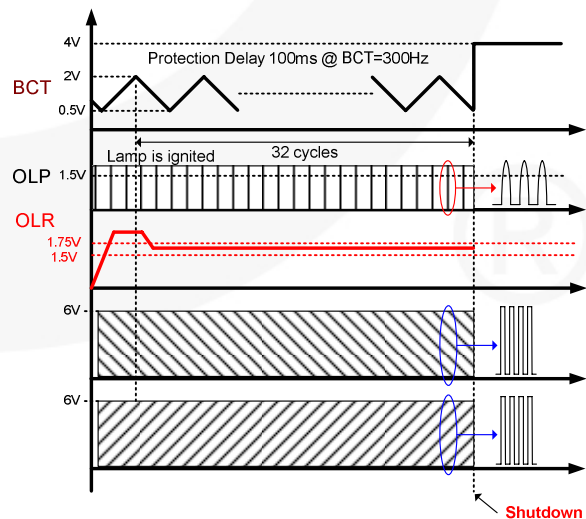 4V
Protection Delay 100ms @ BCT=300Hz
2V
BCT
0.5V
Lamp is ignited
32 cycles
OLP
1.5V
OLR
1.75V
1.5V
6V
6V
Shutdown
R